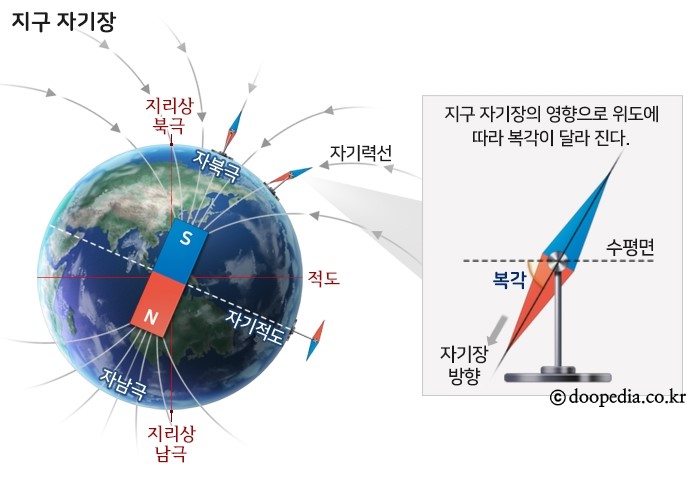 지구 자기장
지리상
북극
자북극
자기력선
S
N
적도
자기적도
자남극
지리상
남극
지구 자기장의 영향으로 위도에
따라 복각이 달라 진다.
수평면
복각
자기장
방향
ⓒ doopedia.co.kr